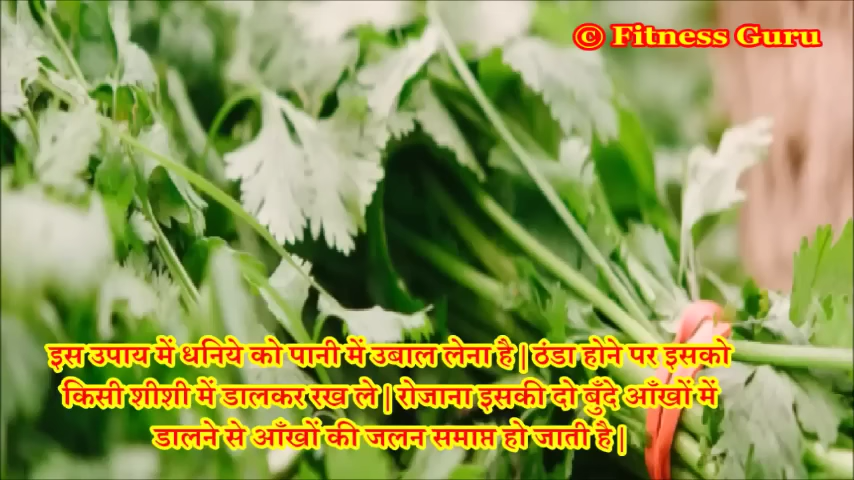 © Fitness Guru
इस उपाय में धनिये को पानी में उबाल लेना है | ठंडा होने पर इसको
किसी शीशी में डालकर रख ले | रोजाना इसकी दो बुँदे आँखों में
डालने से आँखों की जलन समाप्त हो जाती है |